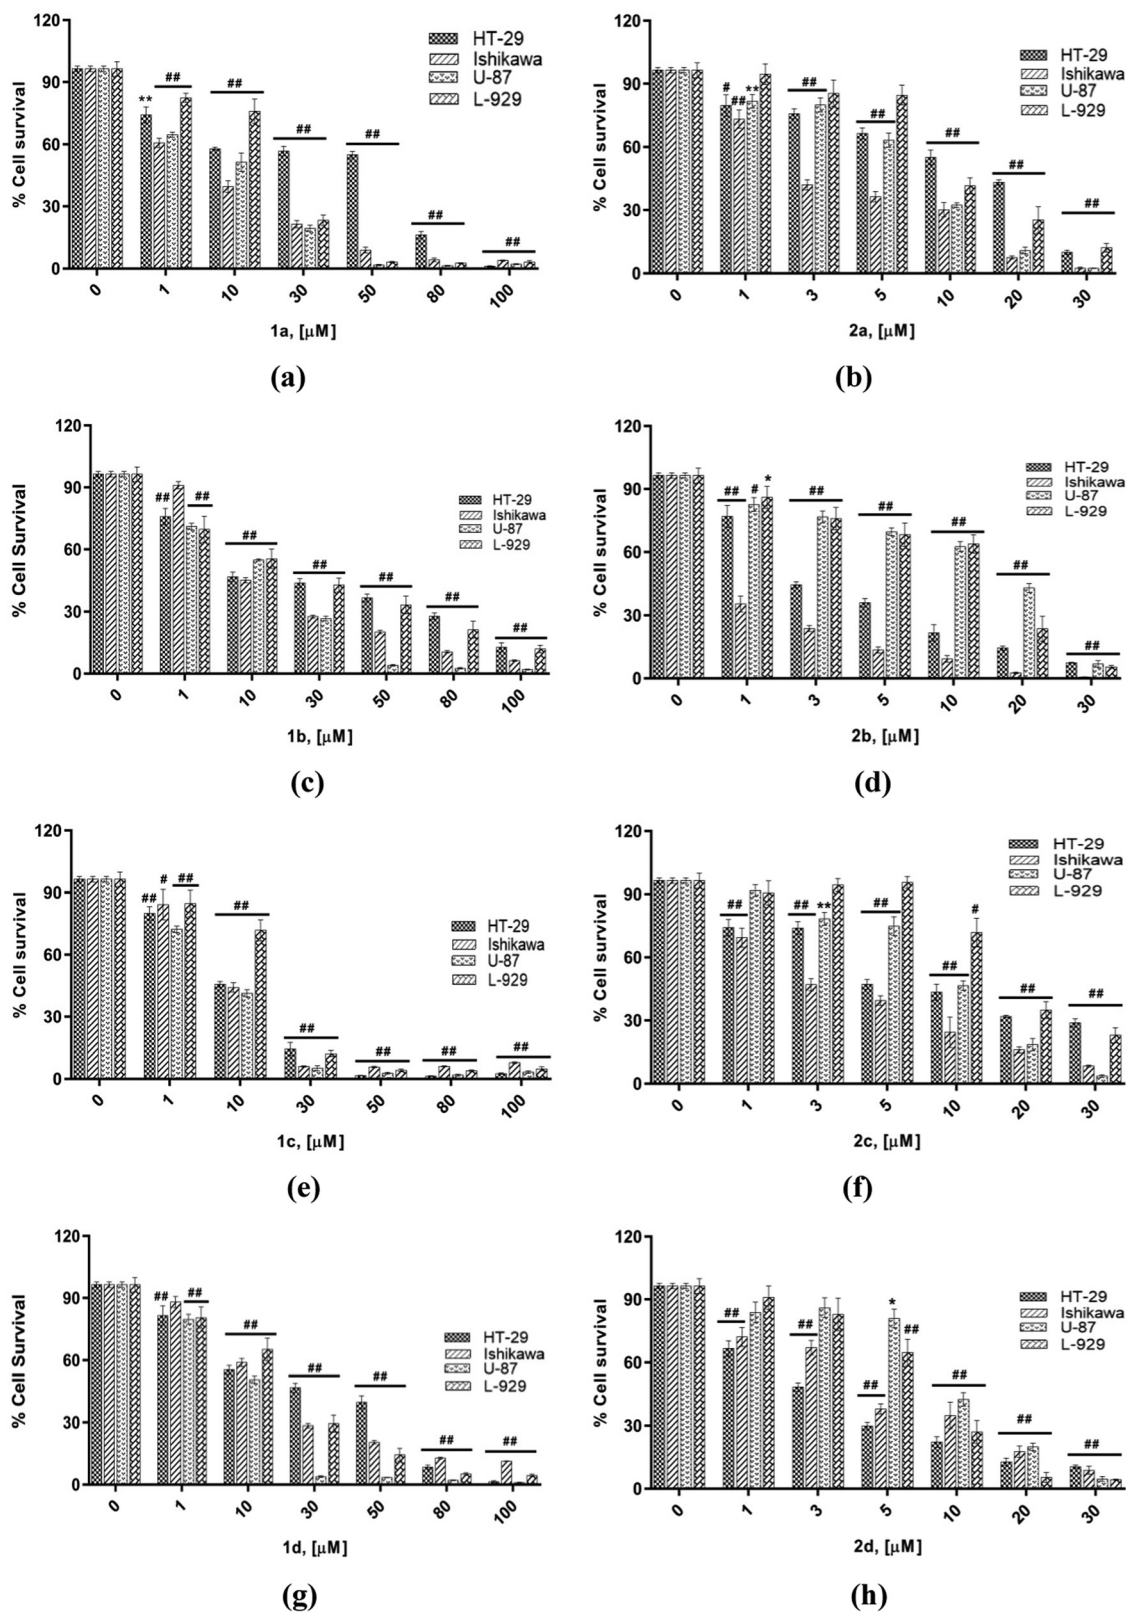 120
90
60
30
0
% Cell survival
HT-29
Ishikawa
U-87
L-929
** ## ## ## ## ## ##
0 1 10 30 50 80 100
1a, [μM]
(a)
120
90
60
30
0
% Cell survival
HT-29
Ishikawa
U-87
L-929
# ## ** ## ## ## ## ##
0 1 3 5 10 20 30
2a, [μM]
(b)
120
90
60
30
0
% Cell Survival
HT-29
Ishikawa
U-87
L-929
## ## ## ## ## ## ##
0 1 10 30 50 80 100
1b, [μM]
(c)
120
90
60
30
0
% Cell survival
HT-29
Ishikawa
U-87
L-929
## # * ## ## ## ## ##
0 1 3 5 10 20 30
2b, [μM]
(d)
120
90
60
30
0
% Cell survival
HT-29
Ishikawa
U-87
L-929
## # ## ## ## ## ## ##
0 1 10 30 50 80 100
1c, [μM]
(e)
120
90
60
30
0
% Cell survival
HT-29
Ishikawa
U-87
L-929
## ## ** ## ## # ## ##
0 1 3 5 10 20 30
2c, [μM]
(f)
120
90
60
30
0
% Cell Survival
HT-29
Ishikawa
U-87
L-929
## ## ## ## ## ## ##
0 1 10 30 50 80 100
1d, [μM]
(g)
120
90
60
30
0
% Cell survival
HT-29
Ishikawa
U-87
L-929
## ## ## * ## ## ## ##
0 1 3 5 10 20 30
2d, [μM]
(h)